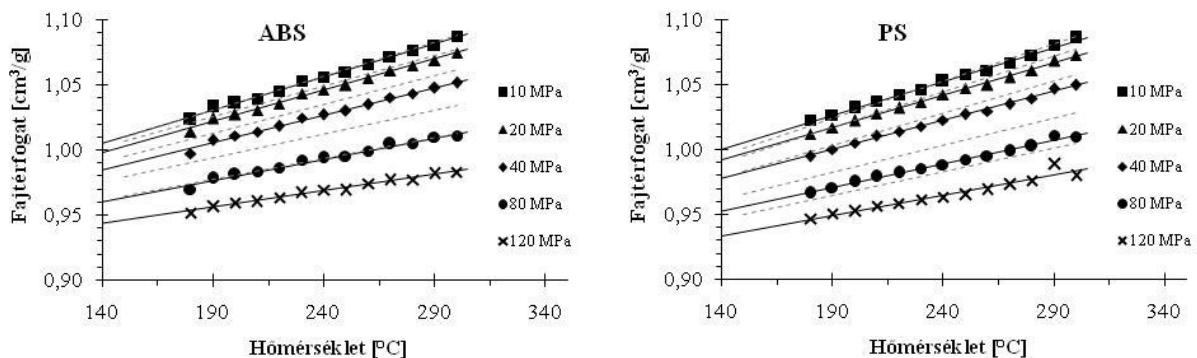 ABS
Fajtérfogat [cm³/g]
1,10
1,05
1,00
0,95
0,90
140
190
240
290
340
Hőmérséklet [°C]
10 MPa
20 MPa
40 MPa
80 MPa
120 MPa
PS
Fajtérfogat [cm³/g]
1,10
1,05
1,00
0,95
0,90
140
190
240
290
340
Hőmérséklet [°C]
10 MPa
20 MPa
40 MPa
80 MPa
120 MPa